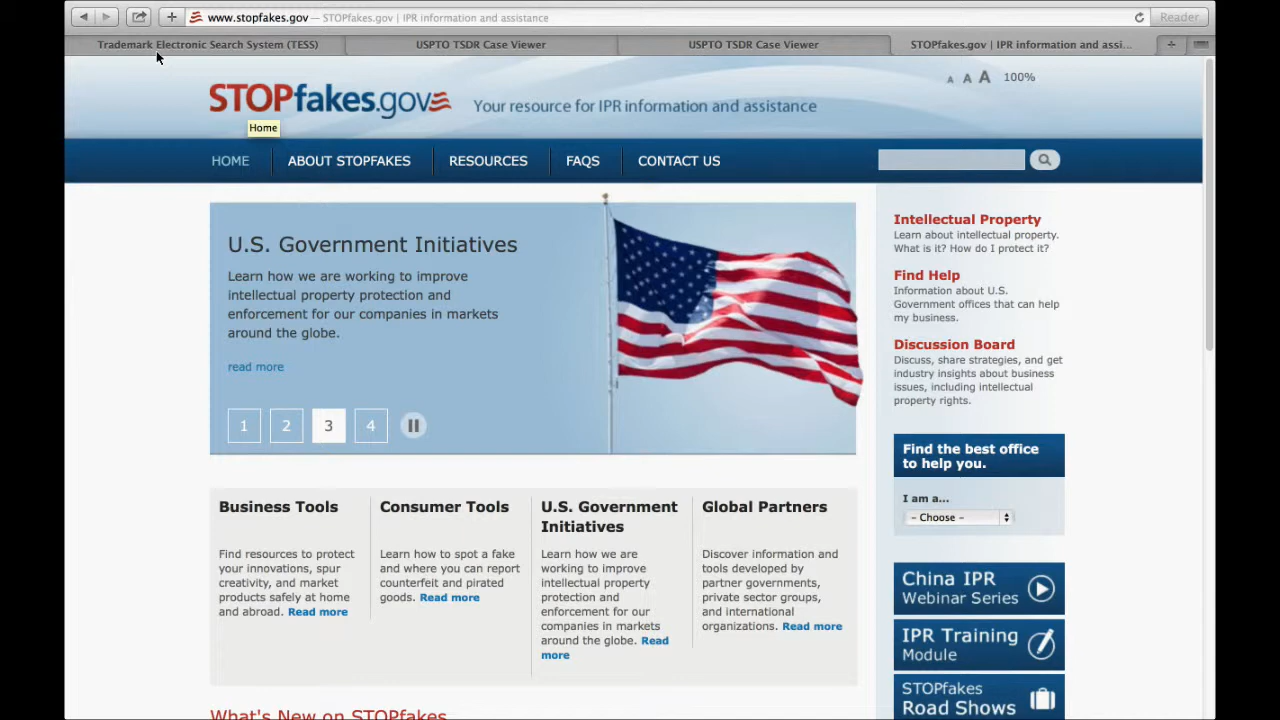 www.stopfakes.gov — STOPfakes.gov | IPR information and assistance
Reader
Trademark Electronic Search System (TESS)
USPTO TSDR Case Viewer
USPTO TSDR Case Viewer
STOPfakes.gov | IPR information and assi...
+
STOPfakes.gov
Your resource for IPR information and assistance
A A A 100%
Home
HOME
ABOUT STOPFAKES
RESOURCES
FAQS
CONTACT US
U.S. Government Initiatives
Learn how we are working to improve
intellectual property protection and
enforcement for our companies in markets
around the globe.
read more
1 2 3 4
Intellectual Property
Learn about intellectual property.
What is it? How do I protect it?
Find Help
Information about U.S.
Government offices that can help
my business.
Discussion Board
Discuss, share strategies, and get
industry insights about business
issues, including intellectual
property rights.
Find the best office
to help you.
I am a...
– Choose –
China IPR
Webinar Series
IPR Training
Module
STOPfakes
Road Shows
Business Tools
Find resources to protect
your innovations, spur
creativity, and market
products safely at home
and abroad. Read more
Consumer Tools
Learn how to spot a fake
and where you can report
counterfeit and pirated
goods. Read more
U.S. Government
Initiatives
Learn how we are
working to improve
intellectual property
protection and
enforcement for our
companies in markets
around the globe. Read
more
Global Partners
Discover information and
tools developed by
partner governments,
private sector groups,
and international
organizations. Read more
What's New on STOPfakes